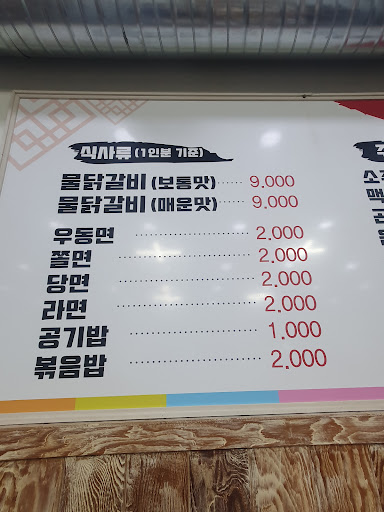 식사류 (1인분 기준)
물닭갈비 (보통맛) ······ 9.000
물닭갈비 (매운맛) ······ 9.000
우동면 ·················· 2.000
쫄면 ·················· 2.000
당면 ·················· 2.000
라면 ·················· 2.000
공기밥 ·················· 1.000
볶음밥 ·················· 2.000
소
맥